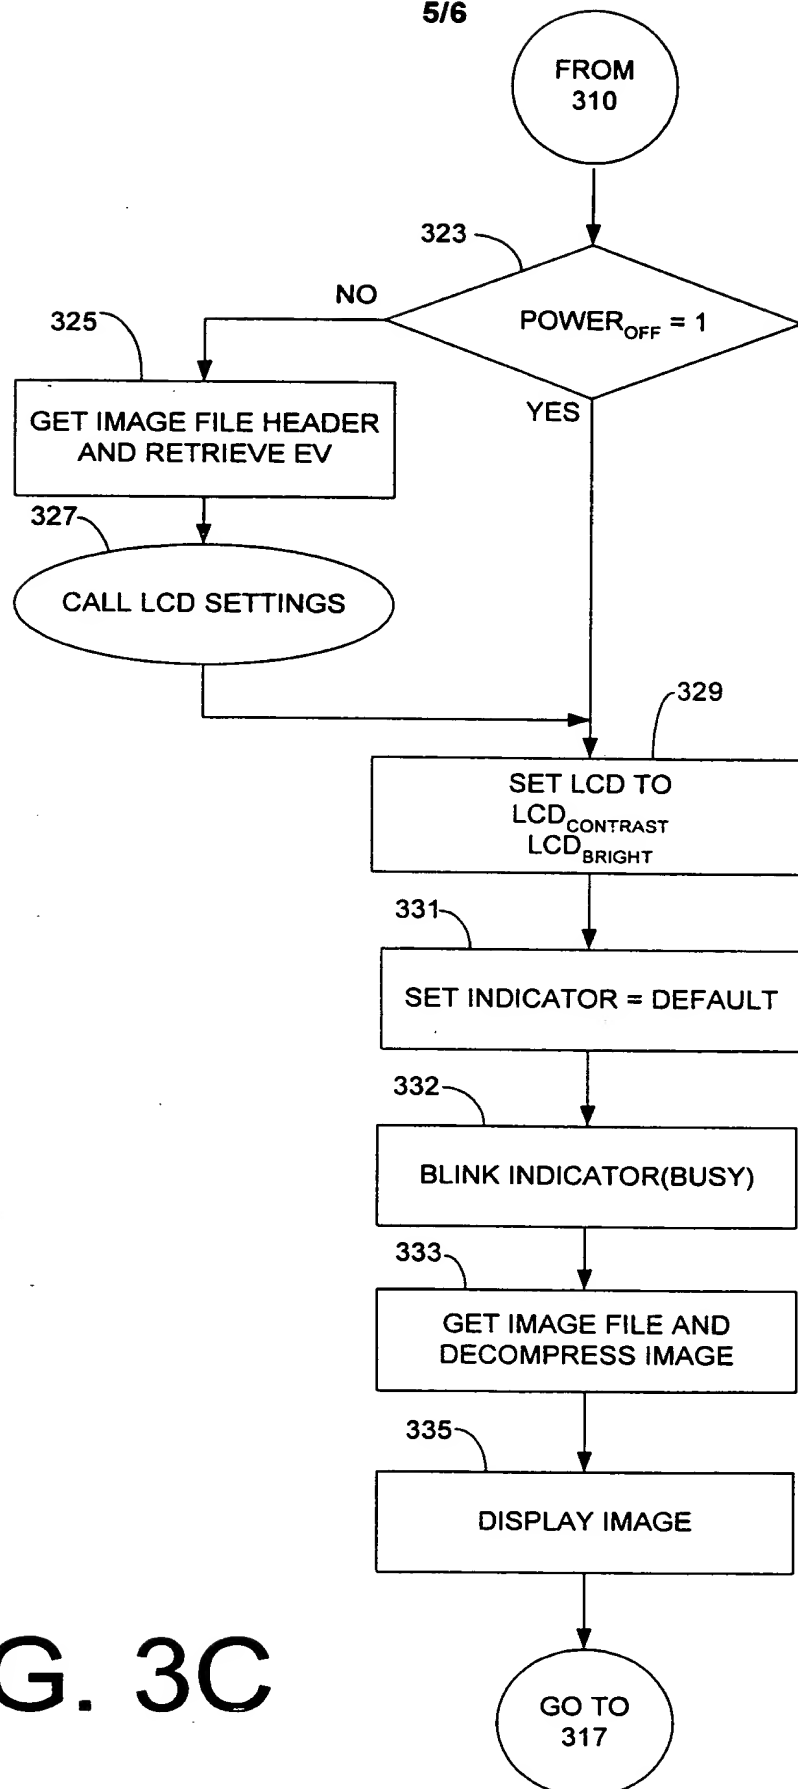 5/6
FROM
310
323
NO
POWER_OFF = 1
325
YES
GET IMAGE FILE HEADER
AND RETRIEVE EV
327
CALL LCD SETTINGS
329
SET LCD TO
LCD_CONTRAST
LCD_BRIGHT
331
SET INDICATOR = DEFAULT
332
BLINK INDICATOR(BUSY)
333
GET IMAGE FILE AND
DECOMPRESS IMAGE
335
DISPLAY IMAGE
G. 3C
GO TO
317